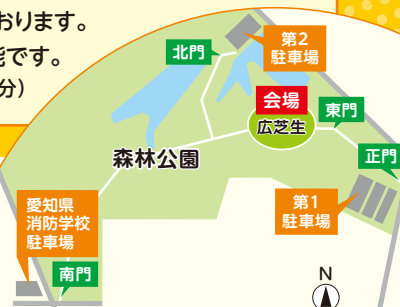 おります。
能です。
分）
第2
駐車場
北門
会場
広芝生
東門
正門
森林公園
愛知県
消防学校
駐車場
第1
駐車場
南門
N